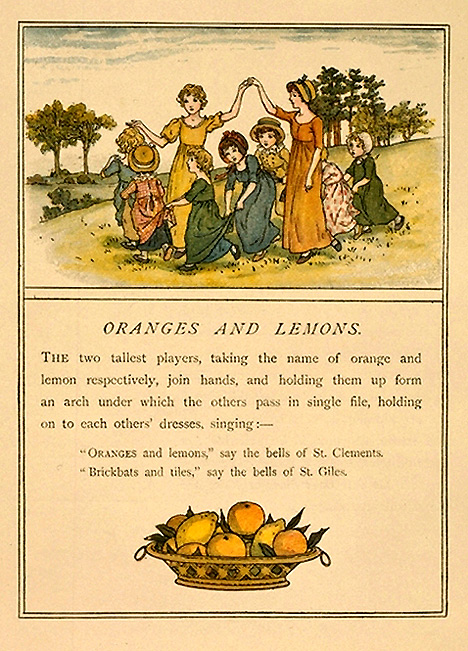 ORANGES AND LEMONS.
THE two tallest players, taking the name of orange and
lemon respectively, join hands, and holding them up form
an arch under which the others pass in single file, holding
on to each others' dresses, singing:—
"ORANGES and lemons," say the bells of St. Clements.
"Brickbats and tiles," say the bells of St. Giles.